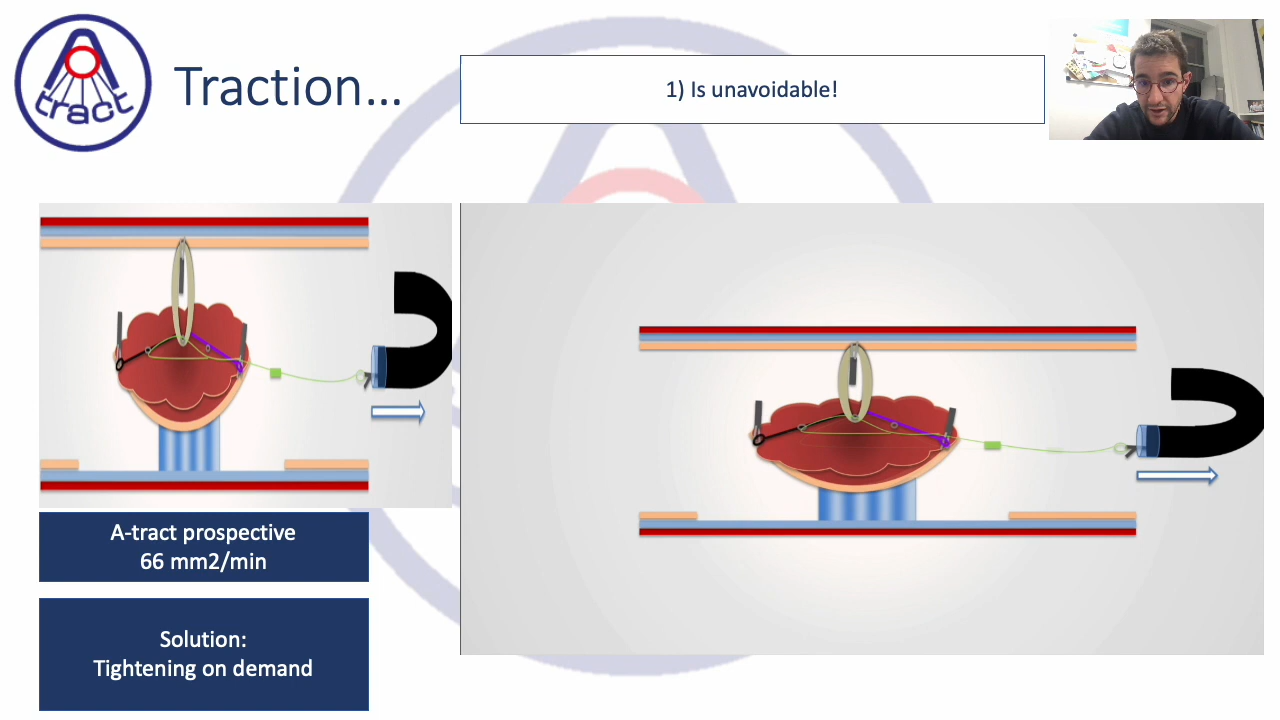 A
tract
Traction...
1) Is unavoidable!
A-tract prospective
66 mm2/min
Solution:
Tightening on demand